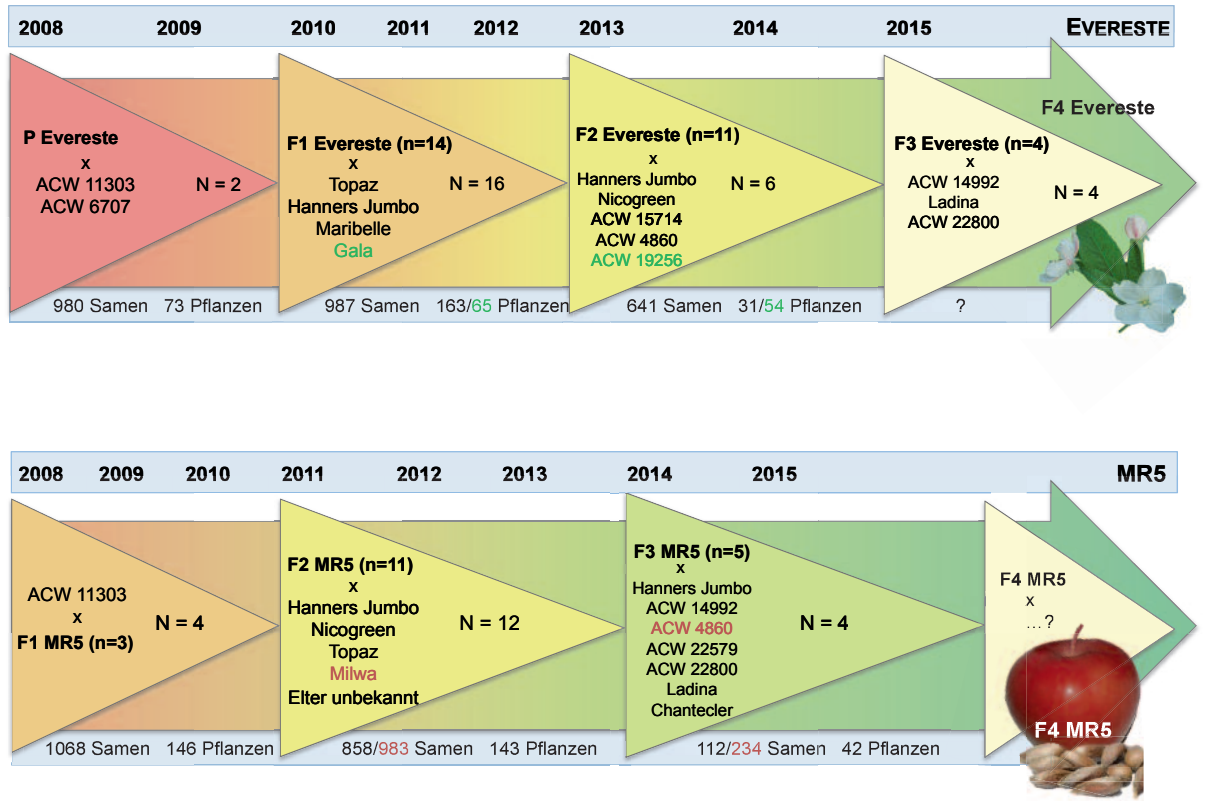 2008 2009 2010 2011 2012 2013 2014 2015 EVERESTE
F4 Evereste
P Evereste
x
ACW 11303
ACW 6707
N = 2
F1 Evereste (n=14)
x
Topaz
Hanners Jumbo
Maribelle
Gala
N = 16
F2 Evereste (n=11)
x
Hanners Jumbo
Nicogreen
ACW 15714
ACW 4860
ACW 19256
N = 6
F3 Evereste (n=4)
x
ACW 14992
Ladina
ACW 22800
N = 4
980 Samen 73 Pflanzen 987 Samen 163/65 Pflanzen 641 Samen 31/54 Pflanzen ?
2008 2009 2010 2011 2012 2013 2014 2015 MR5
ACW 11303
x
F1 MR5 (n=3)
N = 4
F2 MR5 (n=11)
x
Hanners Jumbo
Nicogreen
Topaz
Milwa
Elter unbekannt
N = 12
F3 MR5 (n=5)
x
Hanners Jumbo
ACW 14992
ACW 4860
ACW 22579
ACW 22800
Ladina
Chantecler
N = 4
F4 MR5
x
...?
F4 MR5
1068 Samen 146 Pflanzen 858/983 Samen 143 Pflanzen 112/234 Samen 42 Pflanzen